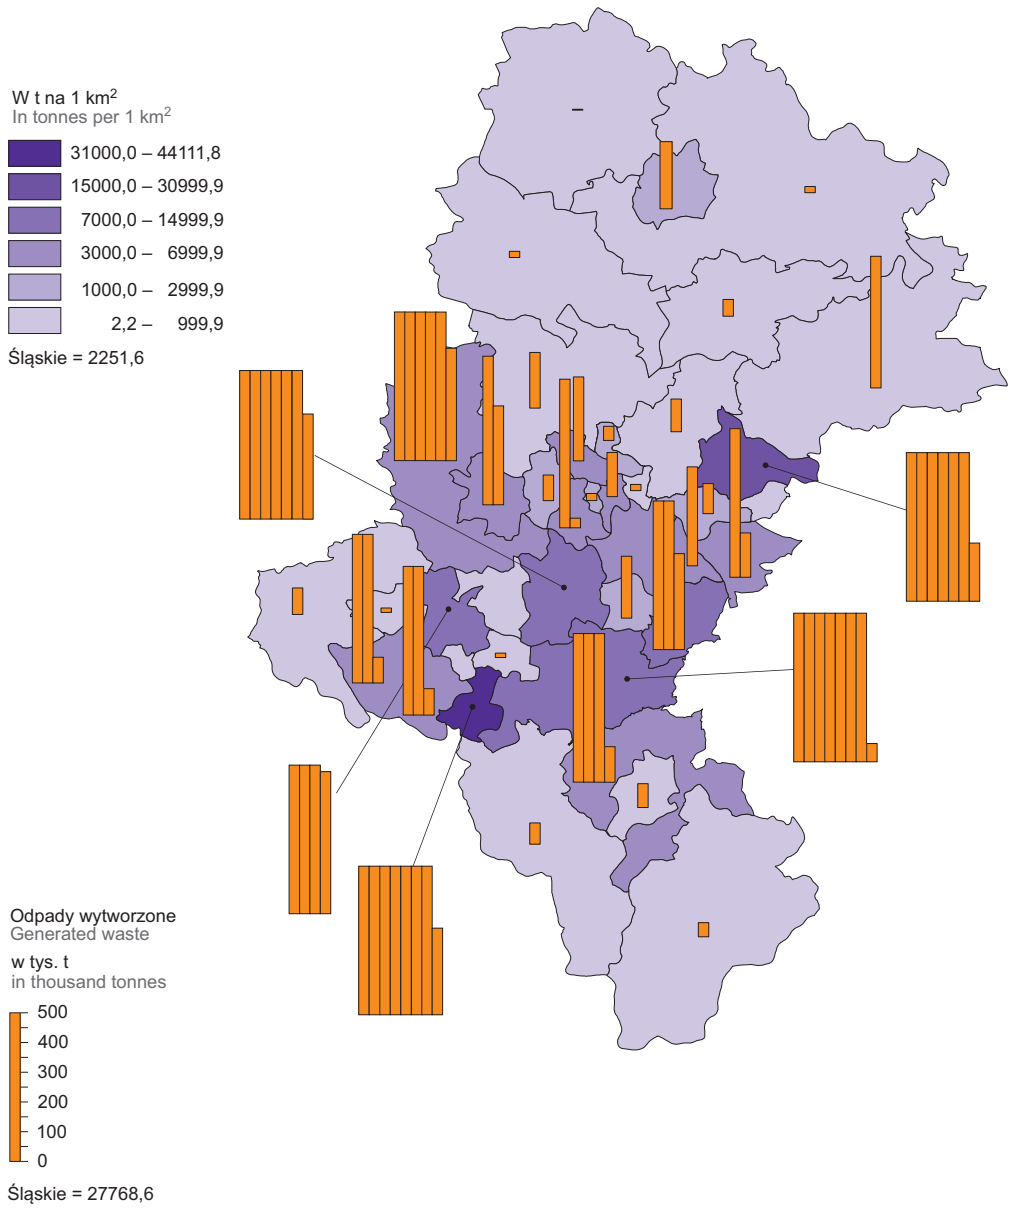 W t na 1 km²
In tonnes per 1 km²
31000,0 – 44111,8
15000,0 – 30999,9
7000,0 – 14999,9
3000,0 – 6999,9
1000,0 – 2999,9
2,2 – 999,9
Śląskie = 2251,6
Odpady wytworzone
Generated waste
w tys. t
in thousand tonnes
500
400
300
200
100
0
Śląskie = 27768,6